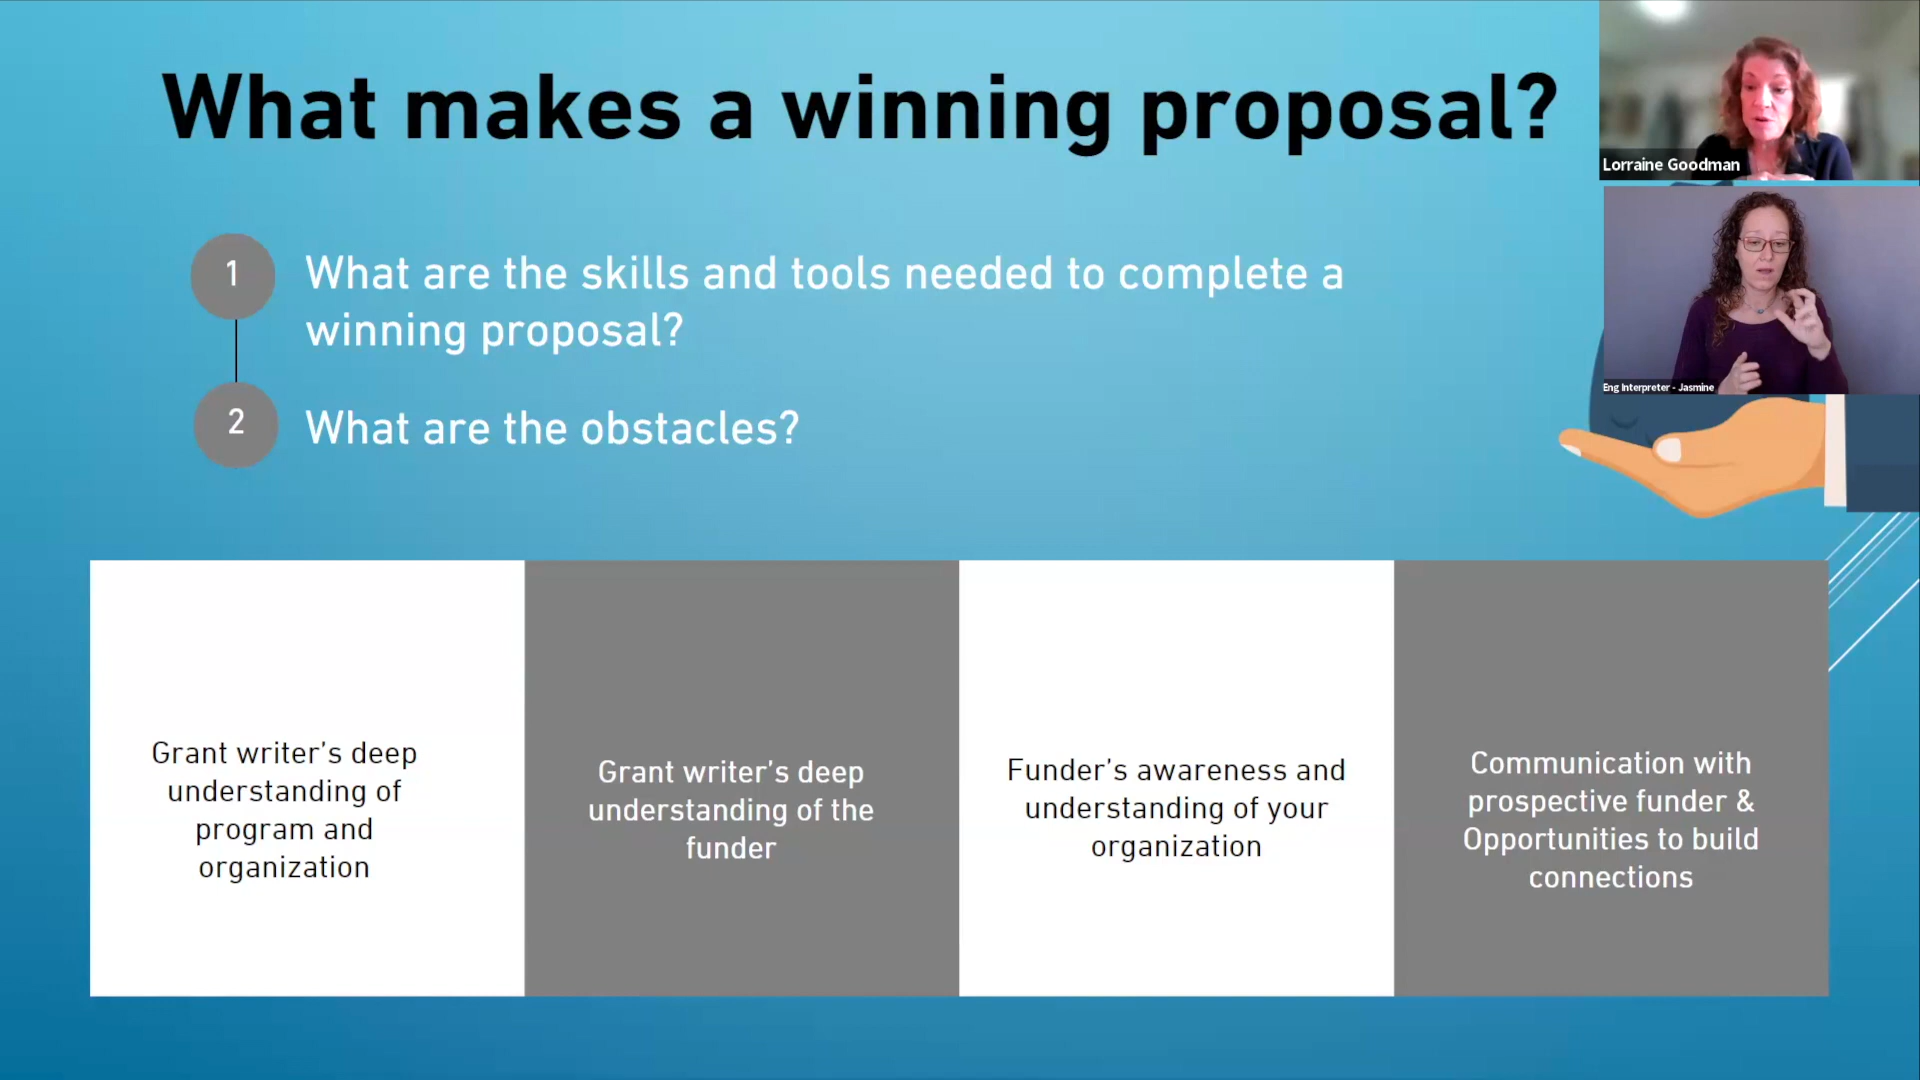 What makes a winning proposal?
Lorraine Goodman
1
What are the skills and tools needed to complete a
winning proposal?
Eng Interpreter - Jasmine
2
What are the obstacles?
Grant writer's deep
understanding of
program and
organization
Grant writer's deep
understanding of the
funder
Funder's awareness and
understanding of your
organization
Communication with
prospective funder &
Opportunities to build
connections